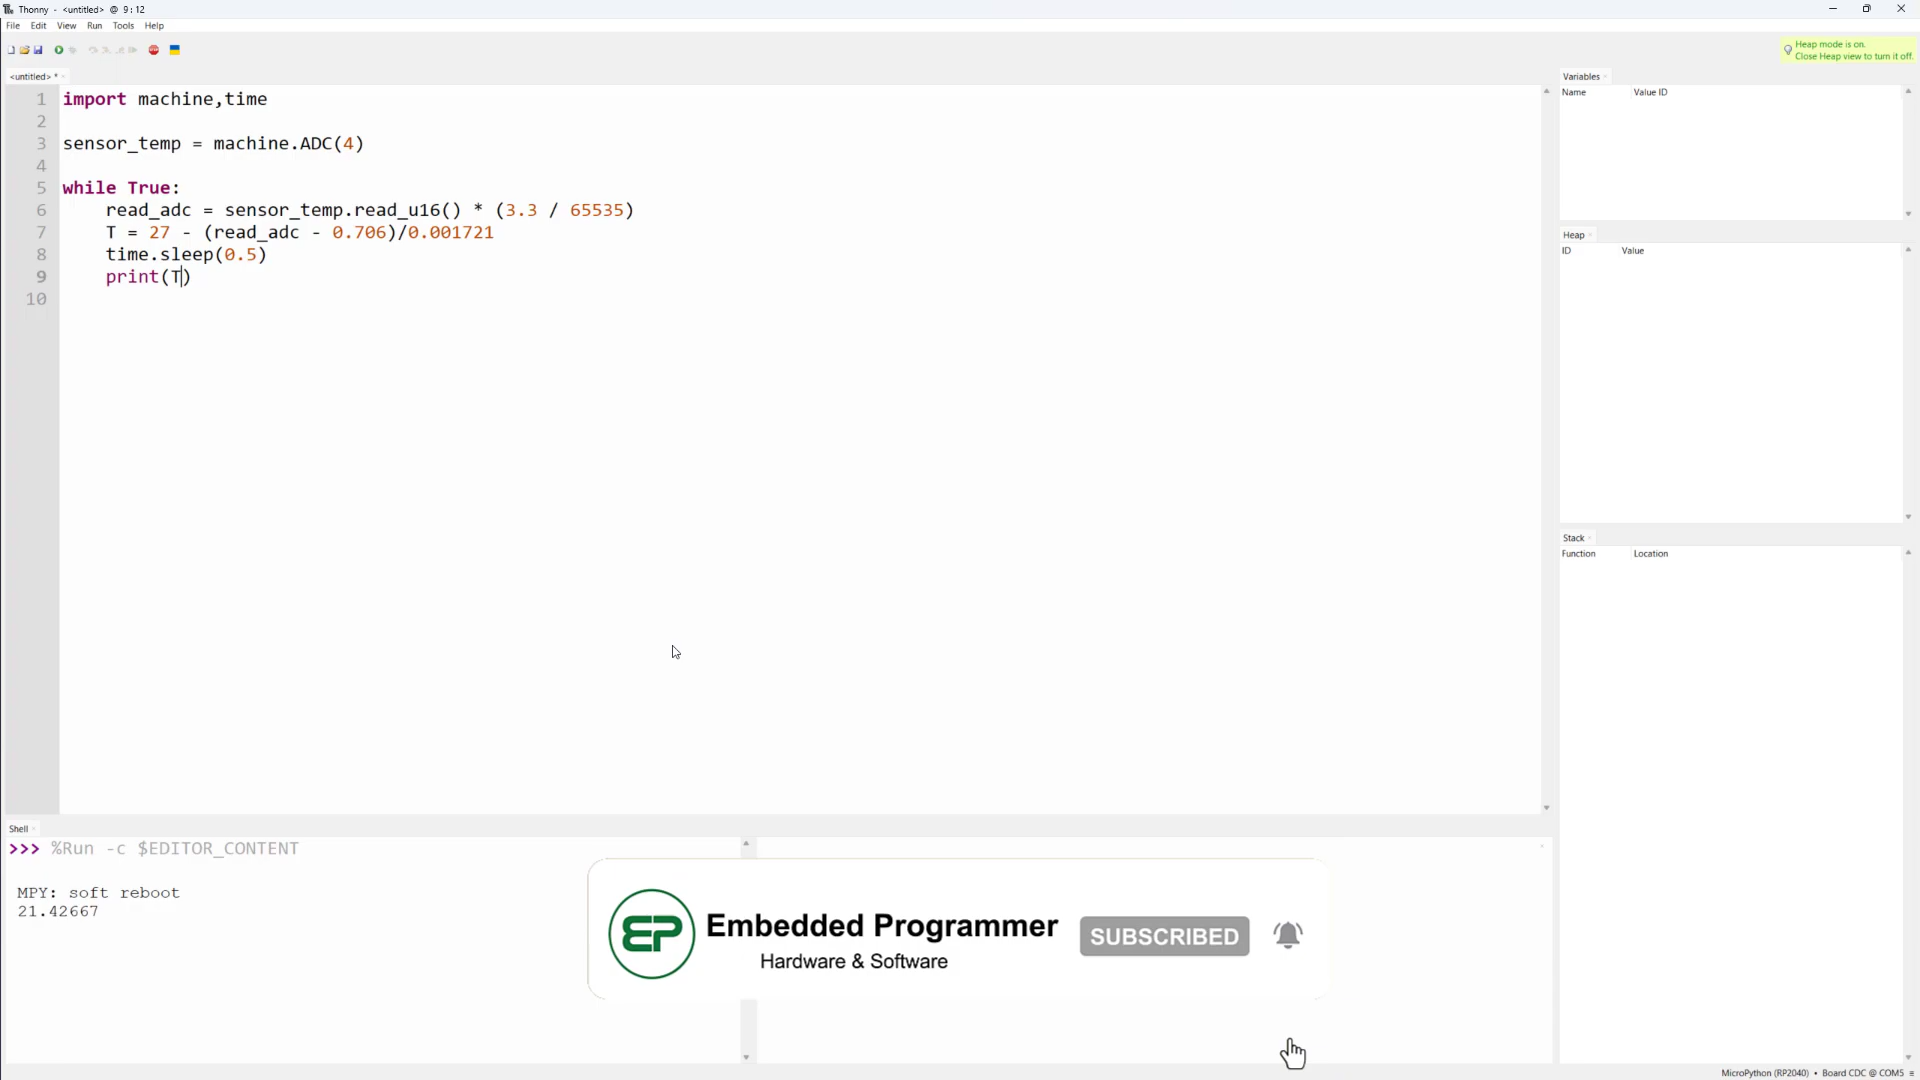 Thonny - <untitled> @ 9:12
File Edit View Run Tools Help
Heap mode is on.
Close Heap view to turn it off.
<untitled> *
Variables
Name Value ID
1 import machine,time
2
3 sensor_temp = machine.ADC(4)
4
5 while True:
6 read_adc = sensor_temp.read_u16() * (3.3 / 65535)
7 T = 27 - (read_adc - 0.706)/0.001721
8 time.sleep(0.5)
9 print(T)
10
Heap
ID Value
Stack
Function Location
Shell
>>> %Run -c $EDITOR_CONTENT
MPY: soft reboot
21.42667
EP
Embedded Programmer
Hardware & Software
SUBSCRIBED
MicroPython (RP2040) • Board CDC @ COM5 ≡